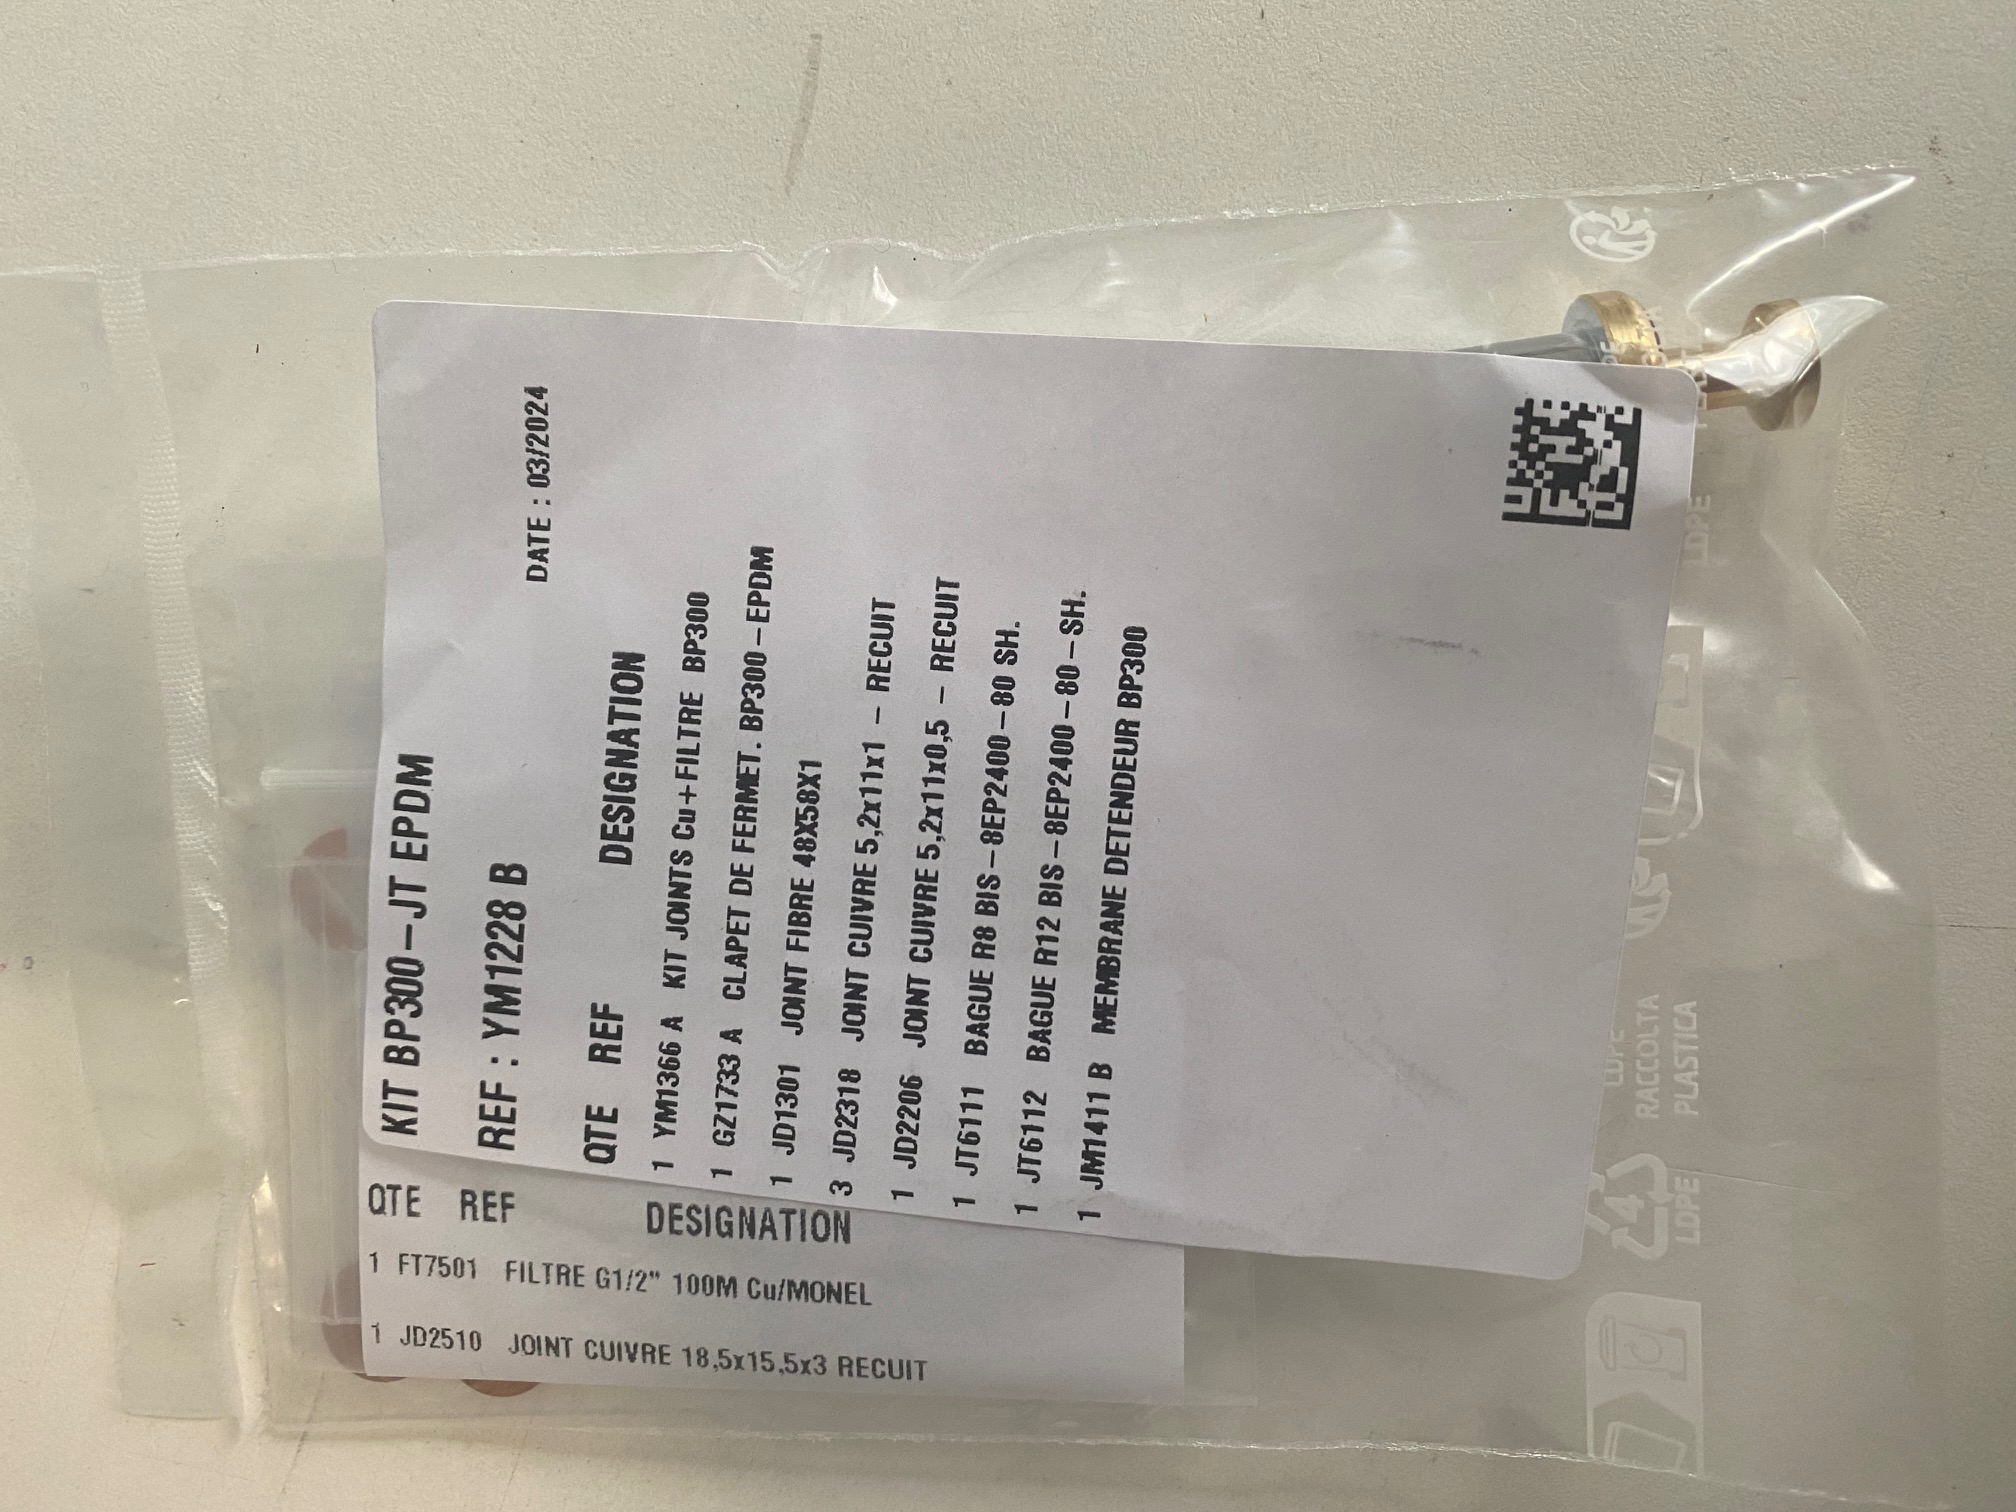 KIT BP300-JT EPDM
REF : YM1228 B
DATE : 03/2024
QTE REF DESIGNATION
1 YM1366 A KIT JOINTS Cu+FILTRE BP300
1 GZ1733 A CLAPET DE FERMET. BP300-EPDM
1 JD1301 JOINT FIBRE 48X58X1
3 JD2318 JOINT CUIVRE 5,2x11x1 - RECUIT
1 JD2206 JOINT CUIVRE 5,2x11x0,5 - RECUIT
1 JT6111 BAGUE R8 BIS-8EP2400-80 SH.
1 JT6112 BAGUE R12 BIS-8EP2400-80-SH.
1 JM1411 B MEMBRANE DETENDEUR BP300
QTE REF DESIGNATION
1 FT7501 FILTRE G1/2" 100M Cu/MONEL
1 JD2510 JOINT CUIVRE 18,5x15,5x3 RECUIT
4
LDPE
LDPE
RACCOLTA
PLASTICA
LDPE